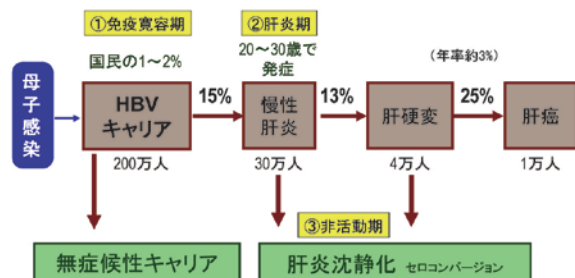 ①免疫寛容期
②肝炎期
国民の1～2%
20～30歳で
発症
(年率約3%)
母子感染
HBV
キャリア
15%
慢性
肝炎
13%
肝硬変
25%
肝癌
200万人
30万人
4万人
1万人
③非活動期
無症候性キャリア
肝炎沈静化 セロコンバージョン